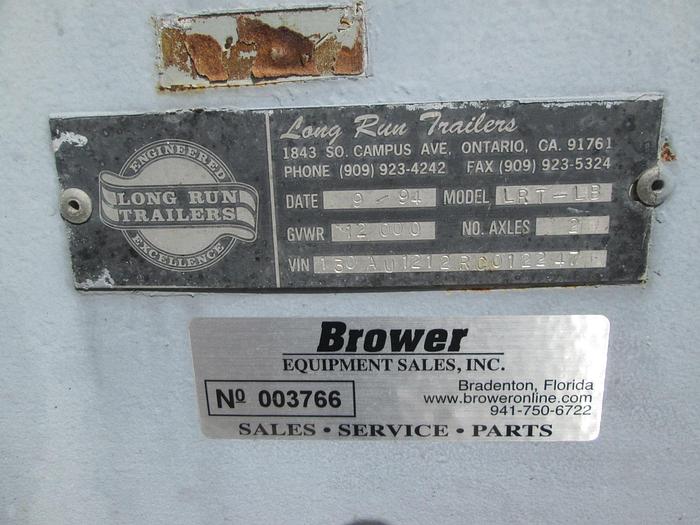 ENGINEERED
LONG RUN
TRAILERS
EXCELLENCE
Long Run Trailers
1843 SO. CAMPUS AVE, ONTARIO, CA. 91761
PHONE (909) 923-4242 FAX (909) 923-5324
DATE 9-94 MODEL LRT-LB
GVWR 12 000 NO. AXLES 2
VIN
Brower
EQUIPMENT SALES, INC.
Nº 003766
Bradenton, Florida
www.broweronline.com
941-750-6722
SALES • SERVICE • PARTS